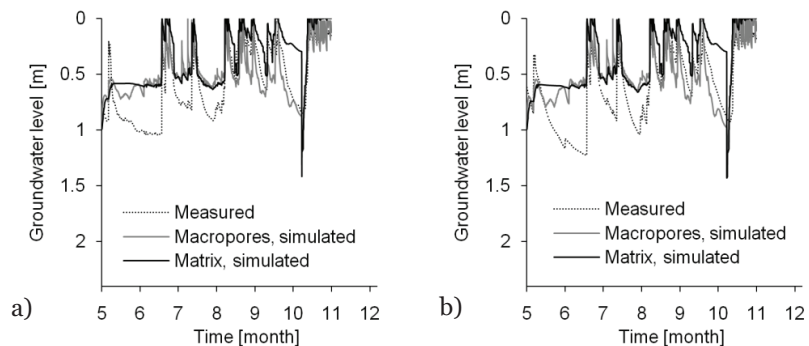 0
0.5
1
1.5
2
Groundwater level [m]
Measured
Macropores, simulated
Matrix, simulated
5 6 7 8 9 10 11 12
Time [month]
a)
0
0.5
1
1.5
2
Groundwater level [m]
Measured
Macropores, simulated
Matrix, simulated
5 6 7 8 9 10 11 12
Time [month]
b)